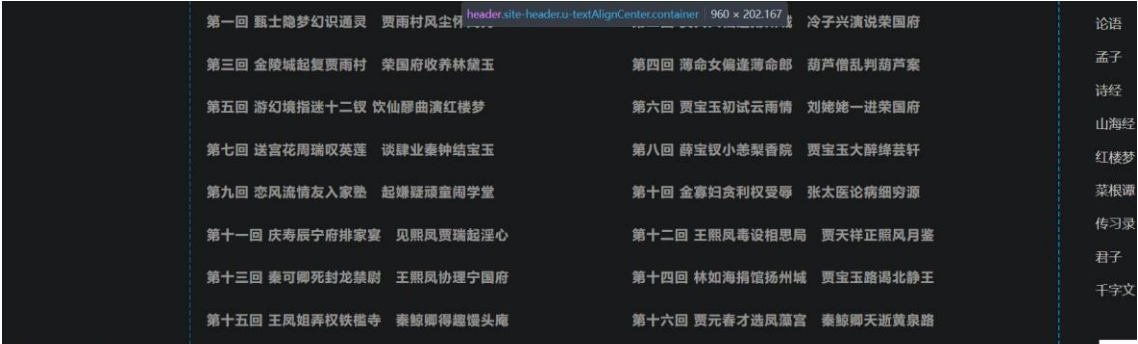 header.site-header.u-textAlignCenter.container 960 × 202.167
第一回 甄士隐梦幻识通灵 贾雨村风尘怀
冷子兴演说荣国府
第三回 金陵城起复贾雨村 荣国府收养林黛玉
第四回 薄命女偏逢薄命郎 葫芦僧乱判葫芦案
第五回 游幻境指迷十二钗 饮仙醪曲演红楼梦
第六回 贾宝玉初试云雨情 刘姥姥一进荣国府
第七回 送宫花周瑞叹英莲 谈肄业秦钟结宝玉
第八回 薛宝钗小恙梨香院 贾宝玉大醉绛芸轩
第九回 恋风流情友入家塾 起嫌疑顽童闹学堂
第十回 金寡妇贪利权受辱 张太医论病细穷源
第十一回 庆寿辰宁府排家宴 见熙凤贾瑞起淫心
第十二回 王熙凤毒设相思局 贾天祥正照风月鉴
第十三回 秦可卿死封龙禁尉 王熙凤协理宁国府
第十四回 林如海捐馆扬州城 贾宝玉路谒北静王
第十五回 王凤姐弄权铁槛寺 秦鲸卿得趣馒头庵
第十六回 贾元春才选凤藻宫 秦鲸卿夭逝黄泉路
论语
孟子
诗经
山海经
红楼梦
菜根谭
传习录
君子
千字文